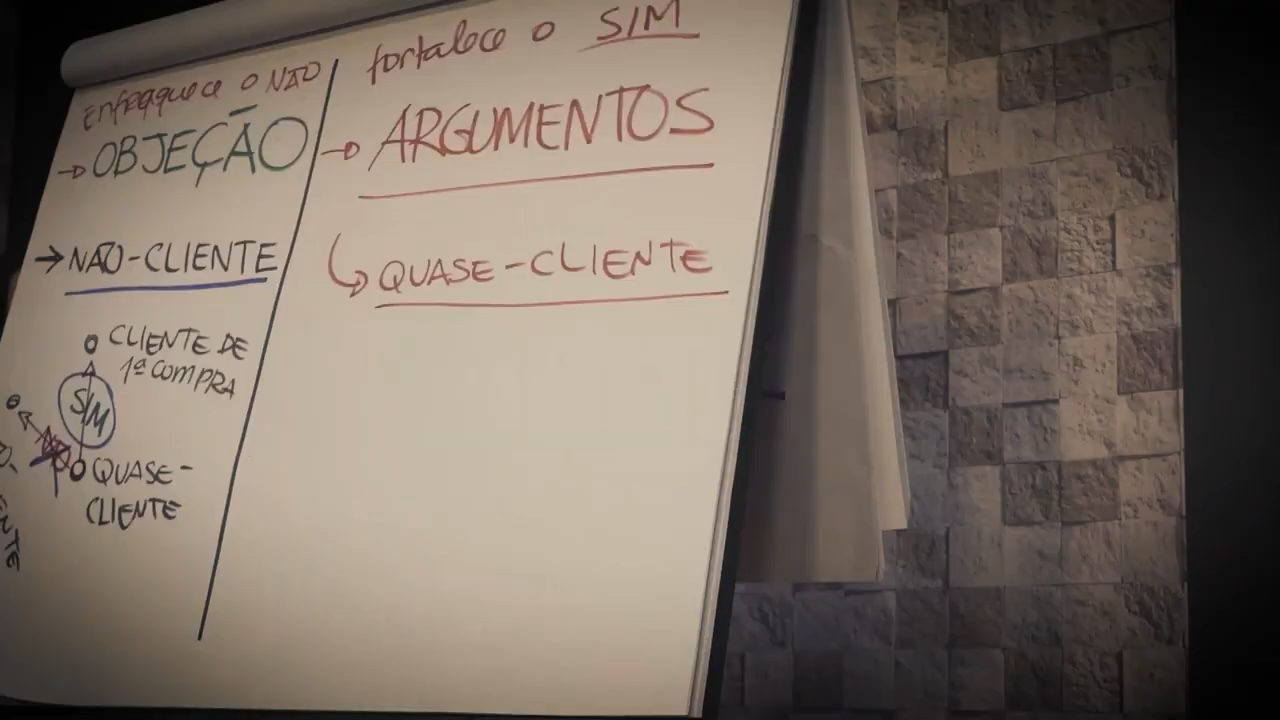 enfraquece o NÃO
→ OBJEÇÃO
→ NÃO-CLIENTE
CLIENTE DE
1ª COMPRA
SIM
QUASE-
CLIENTE
fortalece o SIM
→ ARGUMENTOS
QUASE-CLIENTE